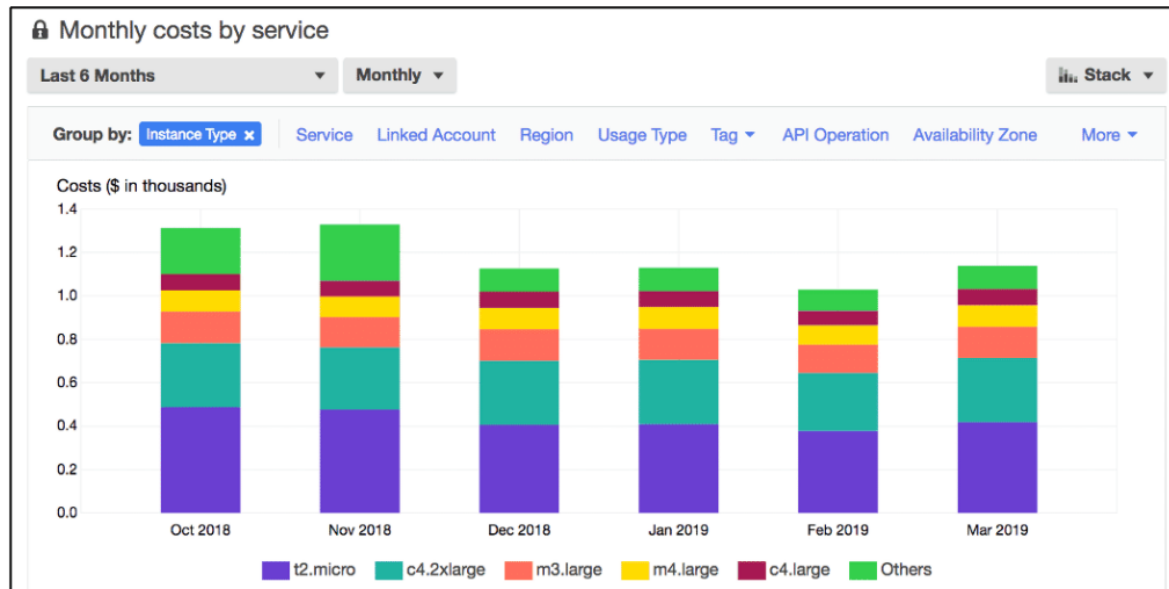 Monthly costs by service
Last 6 Months Monthly Stack
Group by: Instance Type × Service Linked Account Region Usage Type Tag API Operation Availability Zone More
Costs ($ in thousands)
1.4
1.2
1.0
0.8
0.6
0.4
0.2
0.0
Oct 2018 Nov 2018 Dec 2018 Jan 2019 Feb 2019 Mar 2019
t2.micro c4.2xlarge m3.large m4.large c4.large Others